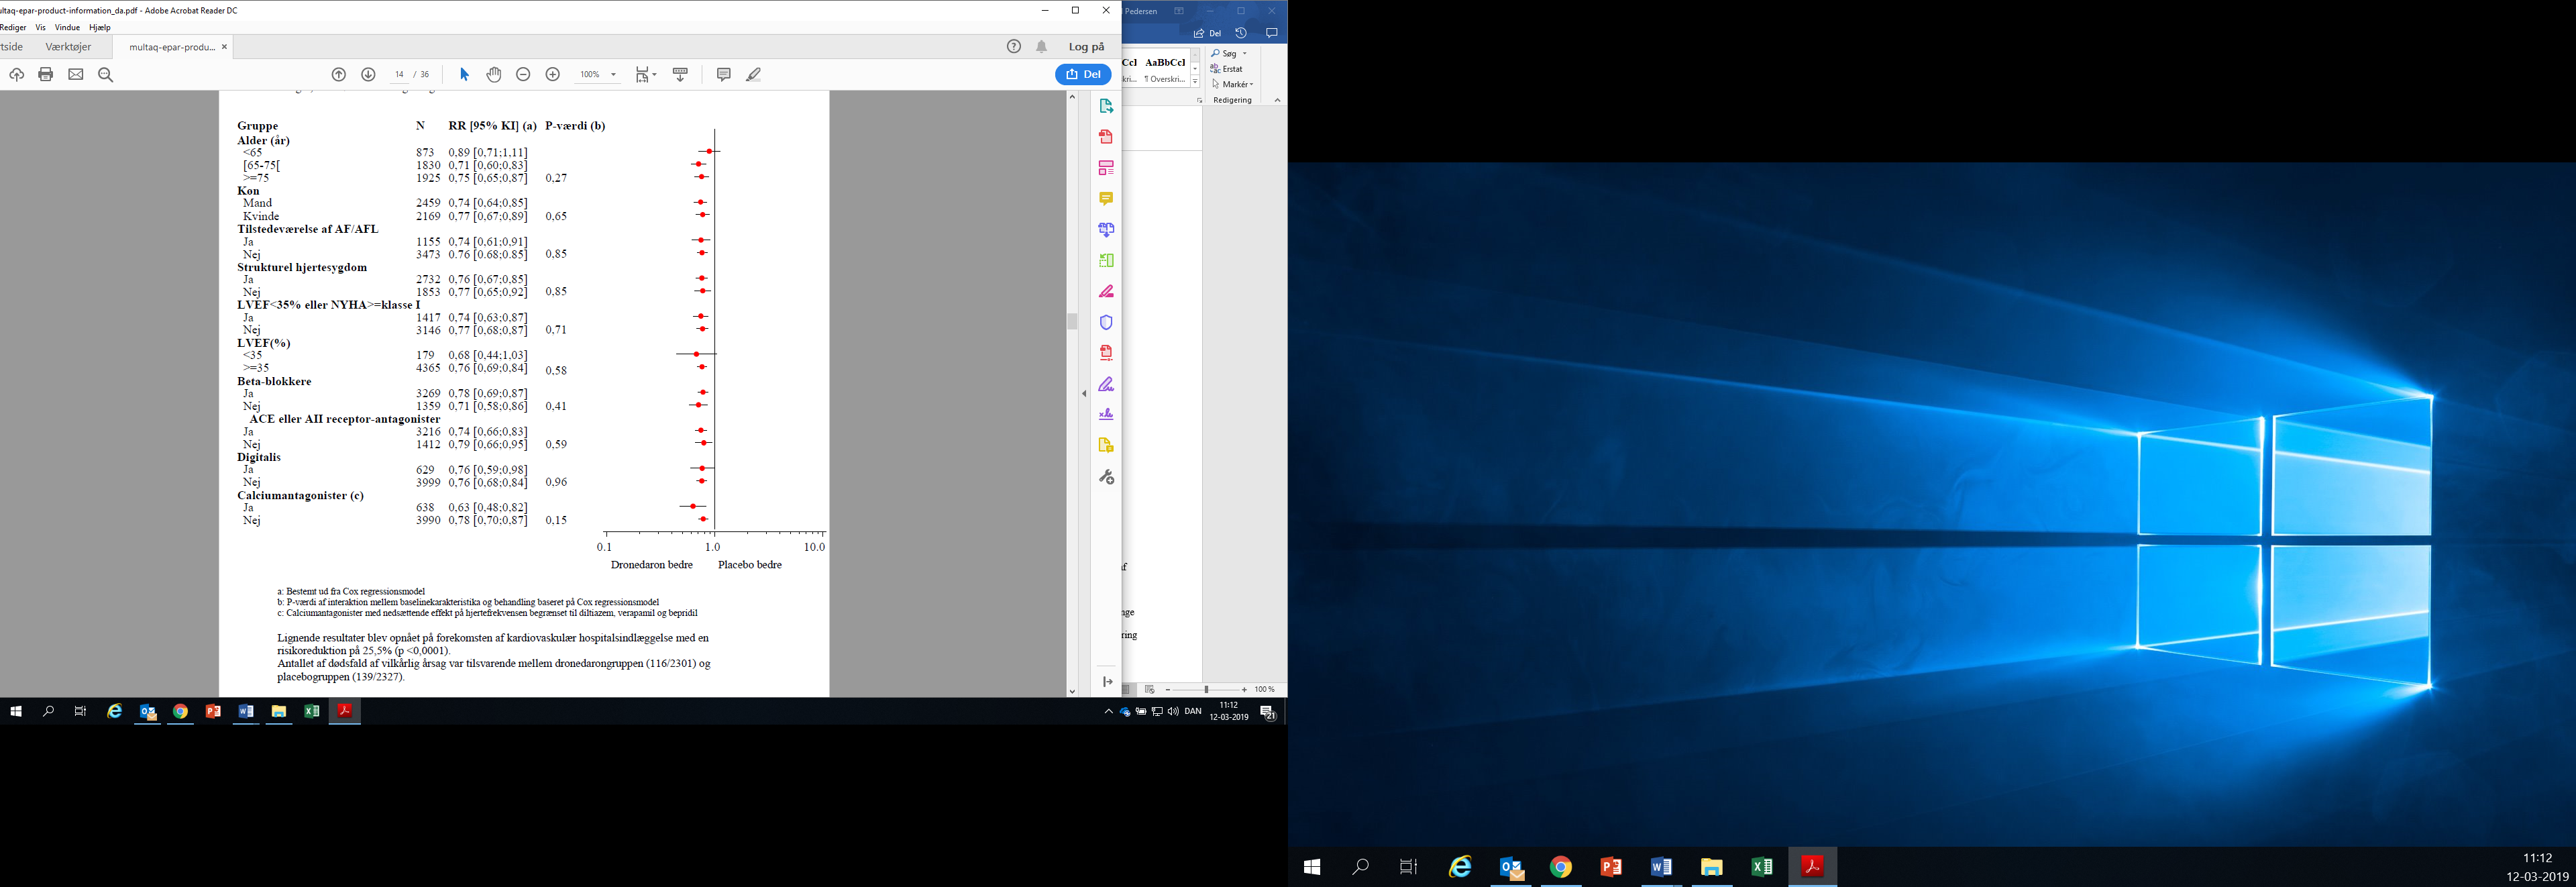 ultaq-epar-product-information_da.pdf - Adobe Acrobat Reader DC
Rediger Vis Vindue Hjælp
tside Værktøjer multaq-epar-produ... × Log på
14 / 36 100% Del
Gruppe N RR [95% KI] (a) P-værdi (b)
Alder (år)
<65 873 0,89 [0,71;1,11]
[65-75[ 1830 0,71 [0,60;0,83]
>=75 1925 0,75 [0,65;0,87] 0,27
Kon
Mand 2459 0,74 [0,64;0,85]
Kvinde 2169 0,77 [0,67;0,89] 0,65
Tilstedeværelse af AF/AFL
Ja 1155 0,74 [0,61;0,91]
Nej 3473 0,76 [0,68;0,85] 0,85
Strukturel hjertesygdom
Ja 2732 0,76 [0,67;0,85]
Nej 1853 0,77 [0,65;0,92] 0,85
LVEF<35% eller NYHA>=klasse I
Ja 1417 0,74 [0,63;0,87]
Nej 3146 0,77 [0,68;0,87] 0,71
LVEF(%)
<35 179 0,68 [0,44;1,03]
>=35 4365 0,76 [0,69;0,84] 0,58
Beta-blokkere
Ja 3269 0,78 [0,69;0,87]
Nej 1359 0,71 [0,58;0,86] 0,41
ACE eller AII receptor-antagonister
Ja 3216 0,74 [0,66;0,83]
Nej 1412 0,79 [0,66;0,95] 0,59
Digitalis
Ja 629 0,76 [0,59;0,98]
Nej 3999 0,76 [0,68;0,84] 0,96
Calciumantagonister (c)
Ja 638 0,63 [0,48;0,82]
Nej 3990 0,78 [0,70;0,87] 0,15
0.1 1.0 10.0
Dronedaron bedre Placebo bedre
a: Bestemt ud fra Cox regressionsmodel
b: P-værdi af interaktion mellem baselinekarakteristika og behandling baseret på Cox regressionsmodel
c: Calciumantagonister med nedsættende effekt på hjertefrekvensen begrænset til diltiazem, verapamil og bepridil
Lignende resultater blev opnået på forekomsten af kardiovaskulær hospitalsindlæggelse med en
risikoreduktion på 25,5% (p <0,0001).
Antallet af dødsfald af vilkårlig årsag var tilsvarende mellem dronedarongruppen (116/2301) og
placebogruppen (139/2327).
Pedersen
Del
CcI AaBbCcI
kri... ¶ Overskri...
Søg
Erstat
Markér
Redigering
af
nge
ring
100 %
DAN
11:12
12-03-2019
21
11:12
12-03-2019